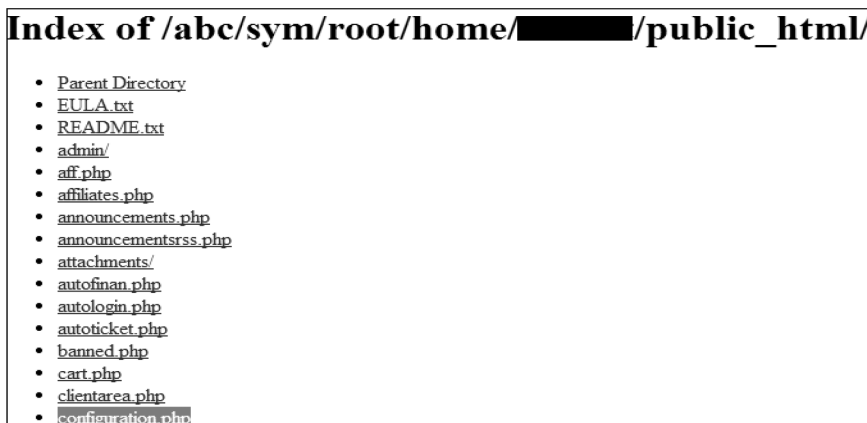 Index of /abc/sym/root/home/ /public_html/
Parent Directory
EULA.txt
README.txt
admin/
aff.php
affiliates.php
announcements.php
announcementsrss.php
attachments/
autofinan.php
autologin.php
autoticket.php
banned.php
cart.php
clientarea.php
configuration.php